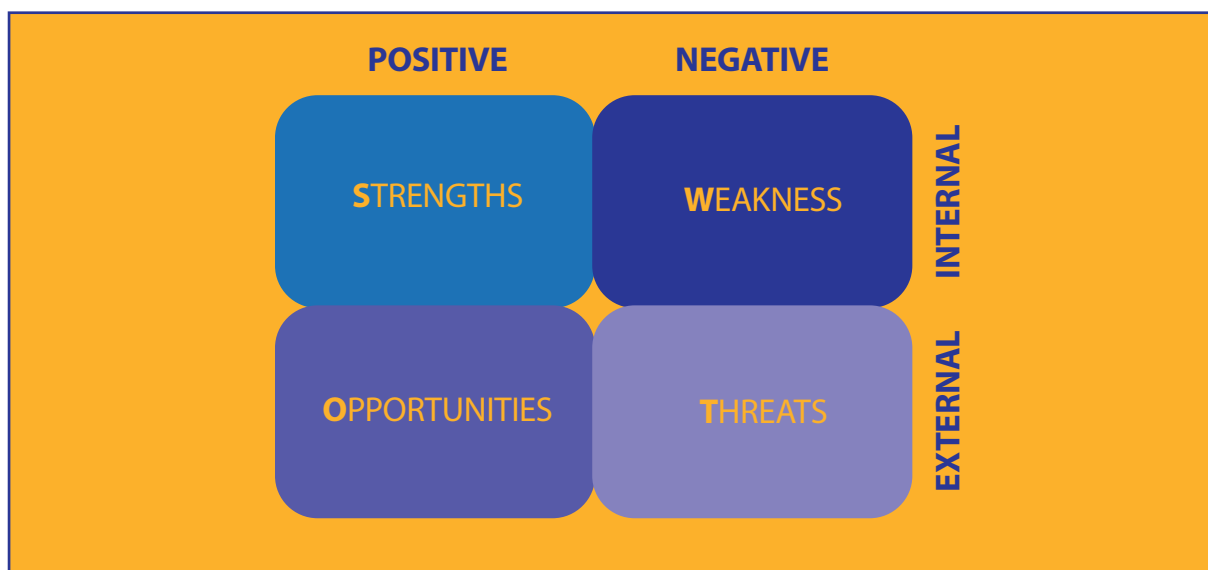 POSITIVE NEGATIVE
STRENGTHS WEAKNESS
INTERNAL
OPPORTUNITIES THREATS
EXTERNAL